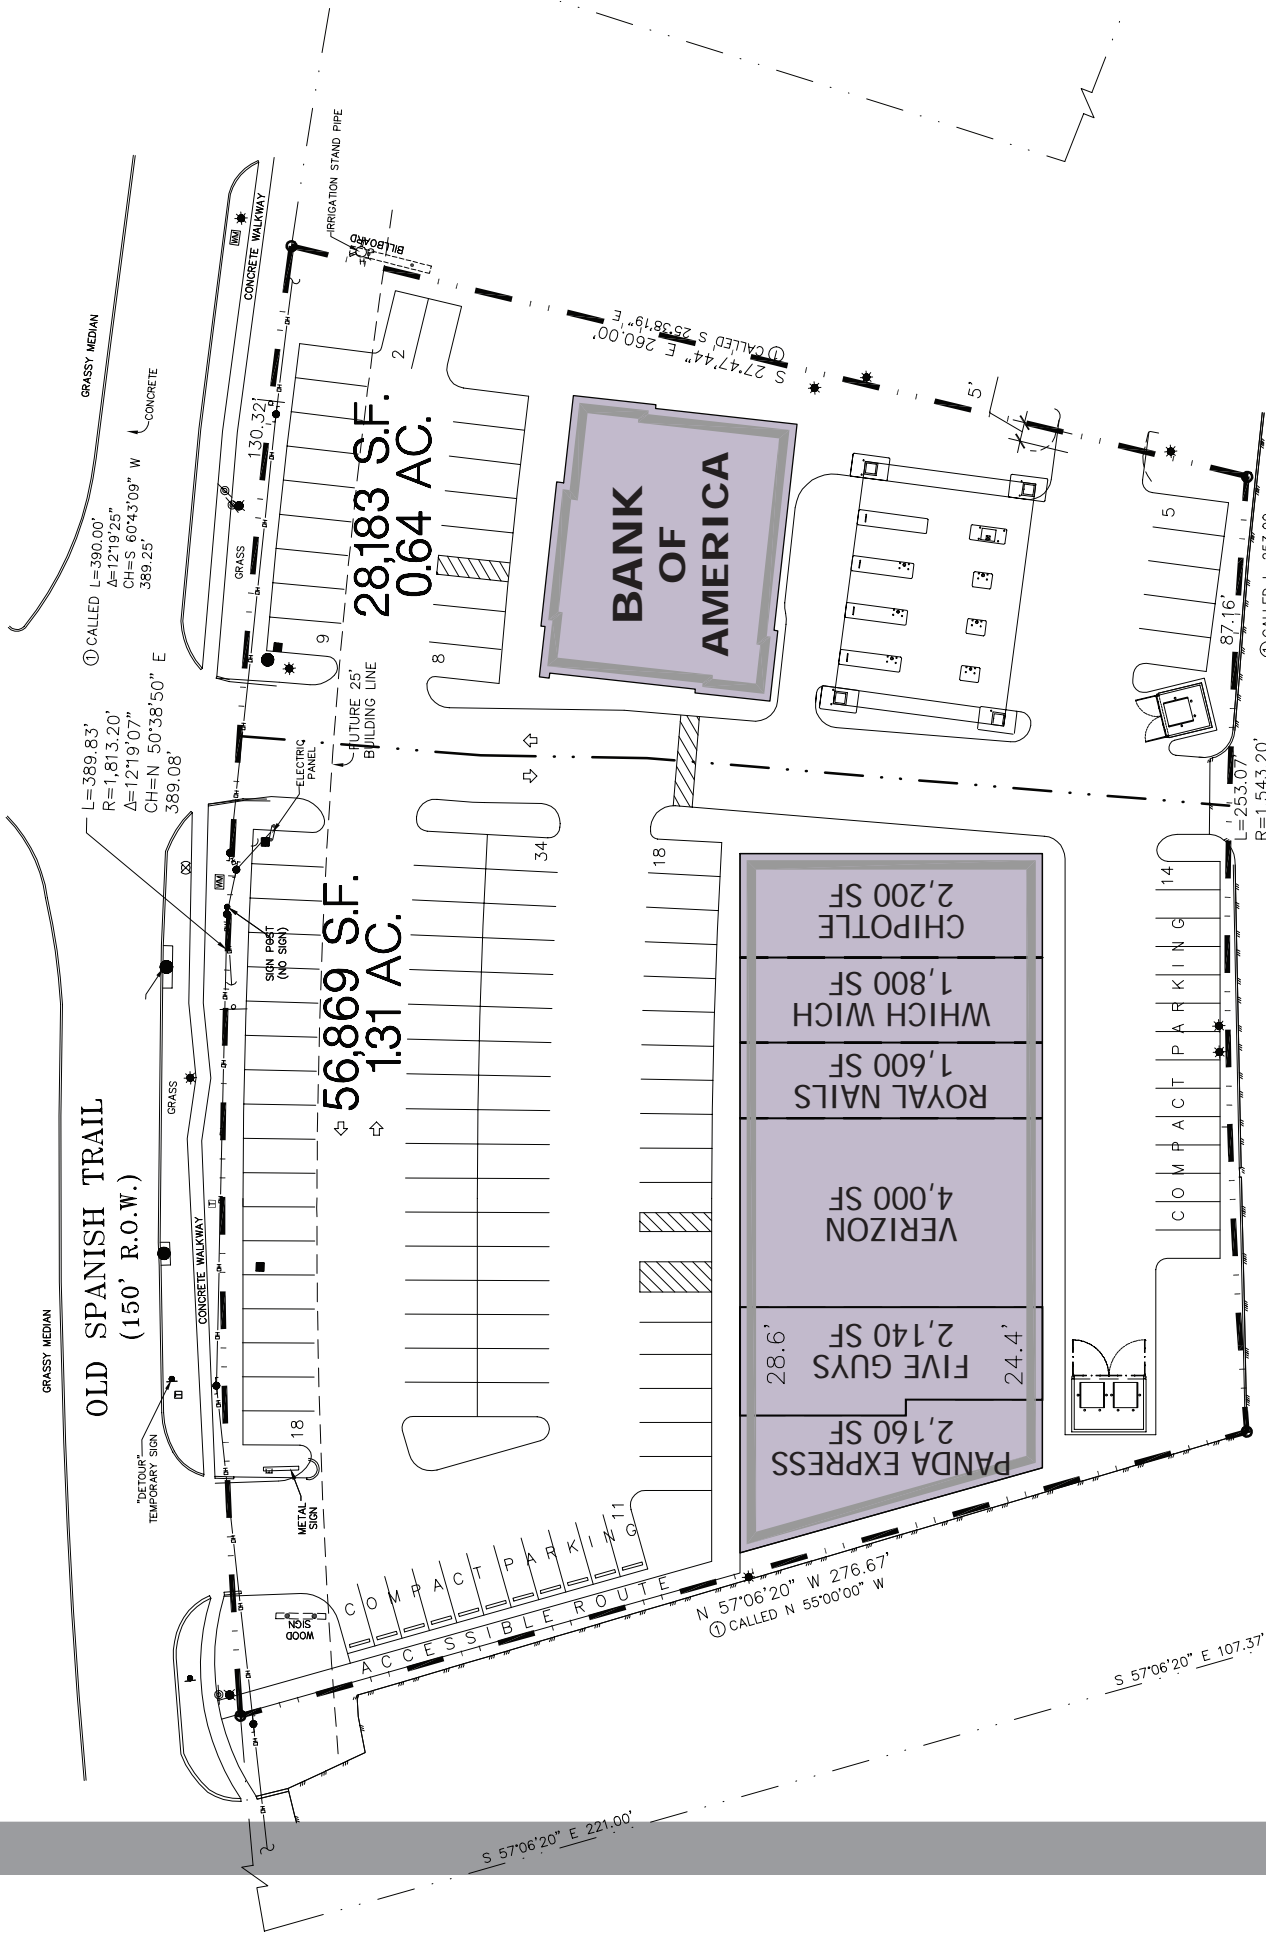 GRASSY MEDIAN
OLD SPANISH TRAIL
(150' R.O.W.)
GRASSY MEDIAN
① CALLED L=390.00'
Δ=12°19'25"
CH=S 60°43'09" W
389.25'
CONCRETE
L=389.83'
R=1,813.20'
Δ=12°19'07"
CH=N 50°38'50" E
389.08'
"DETOUR"
TEMPORARY SIGN
GRASS
CONCRETE WALKWAY
WM
GRASS
CONCRETE WALKWAY
WM
130.32'
IRRIGATION STAND PIPE
BILLBOARD
WOOD
SIGN
METAL
SIGN
18
SIGN POST
(NO SIGN)
ELECTRIC
PANEL
FUTURE 25'
BUILDING LINE
9
2
56,869 S.F.
1.31 AC.
28,183 S.F.
0.64 AC.
8
34
18
11
COMPACT PARKING
ACCESSIBLE ROUTE
BANK
OF
AMERICA
S 27°47'44" E 260.00'
① CALLED S 25°38'19" E
5'
5
87.16'
CHIPOTLE
2,200 SF
WHICH WICH
1,800 SF
ROYAL NAILS
1,600 SF
VERIZON
4,000 SF
FIVE GUYS
2,140 SF
28.6'
24.4'
PANDA EXPRESS
2,160 SF
COMPACT PARKING
14
L=253.07'
R=1,543.20'
N 57°06'20" W 276.67'
① CALLED N 55°00'00" W
S 57°06'20" E 221.00'
S 57°06'20" E 107.37'